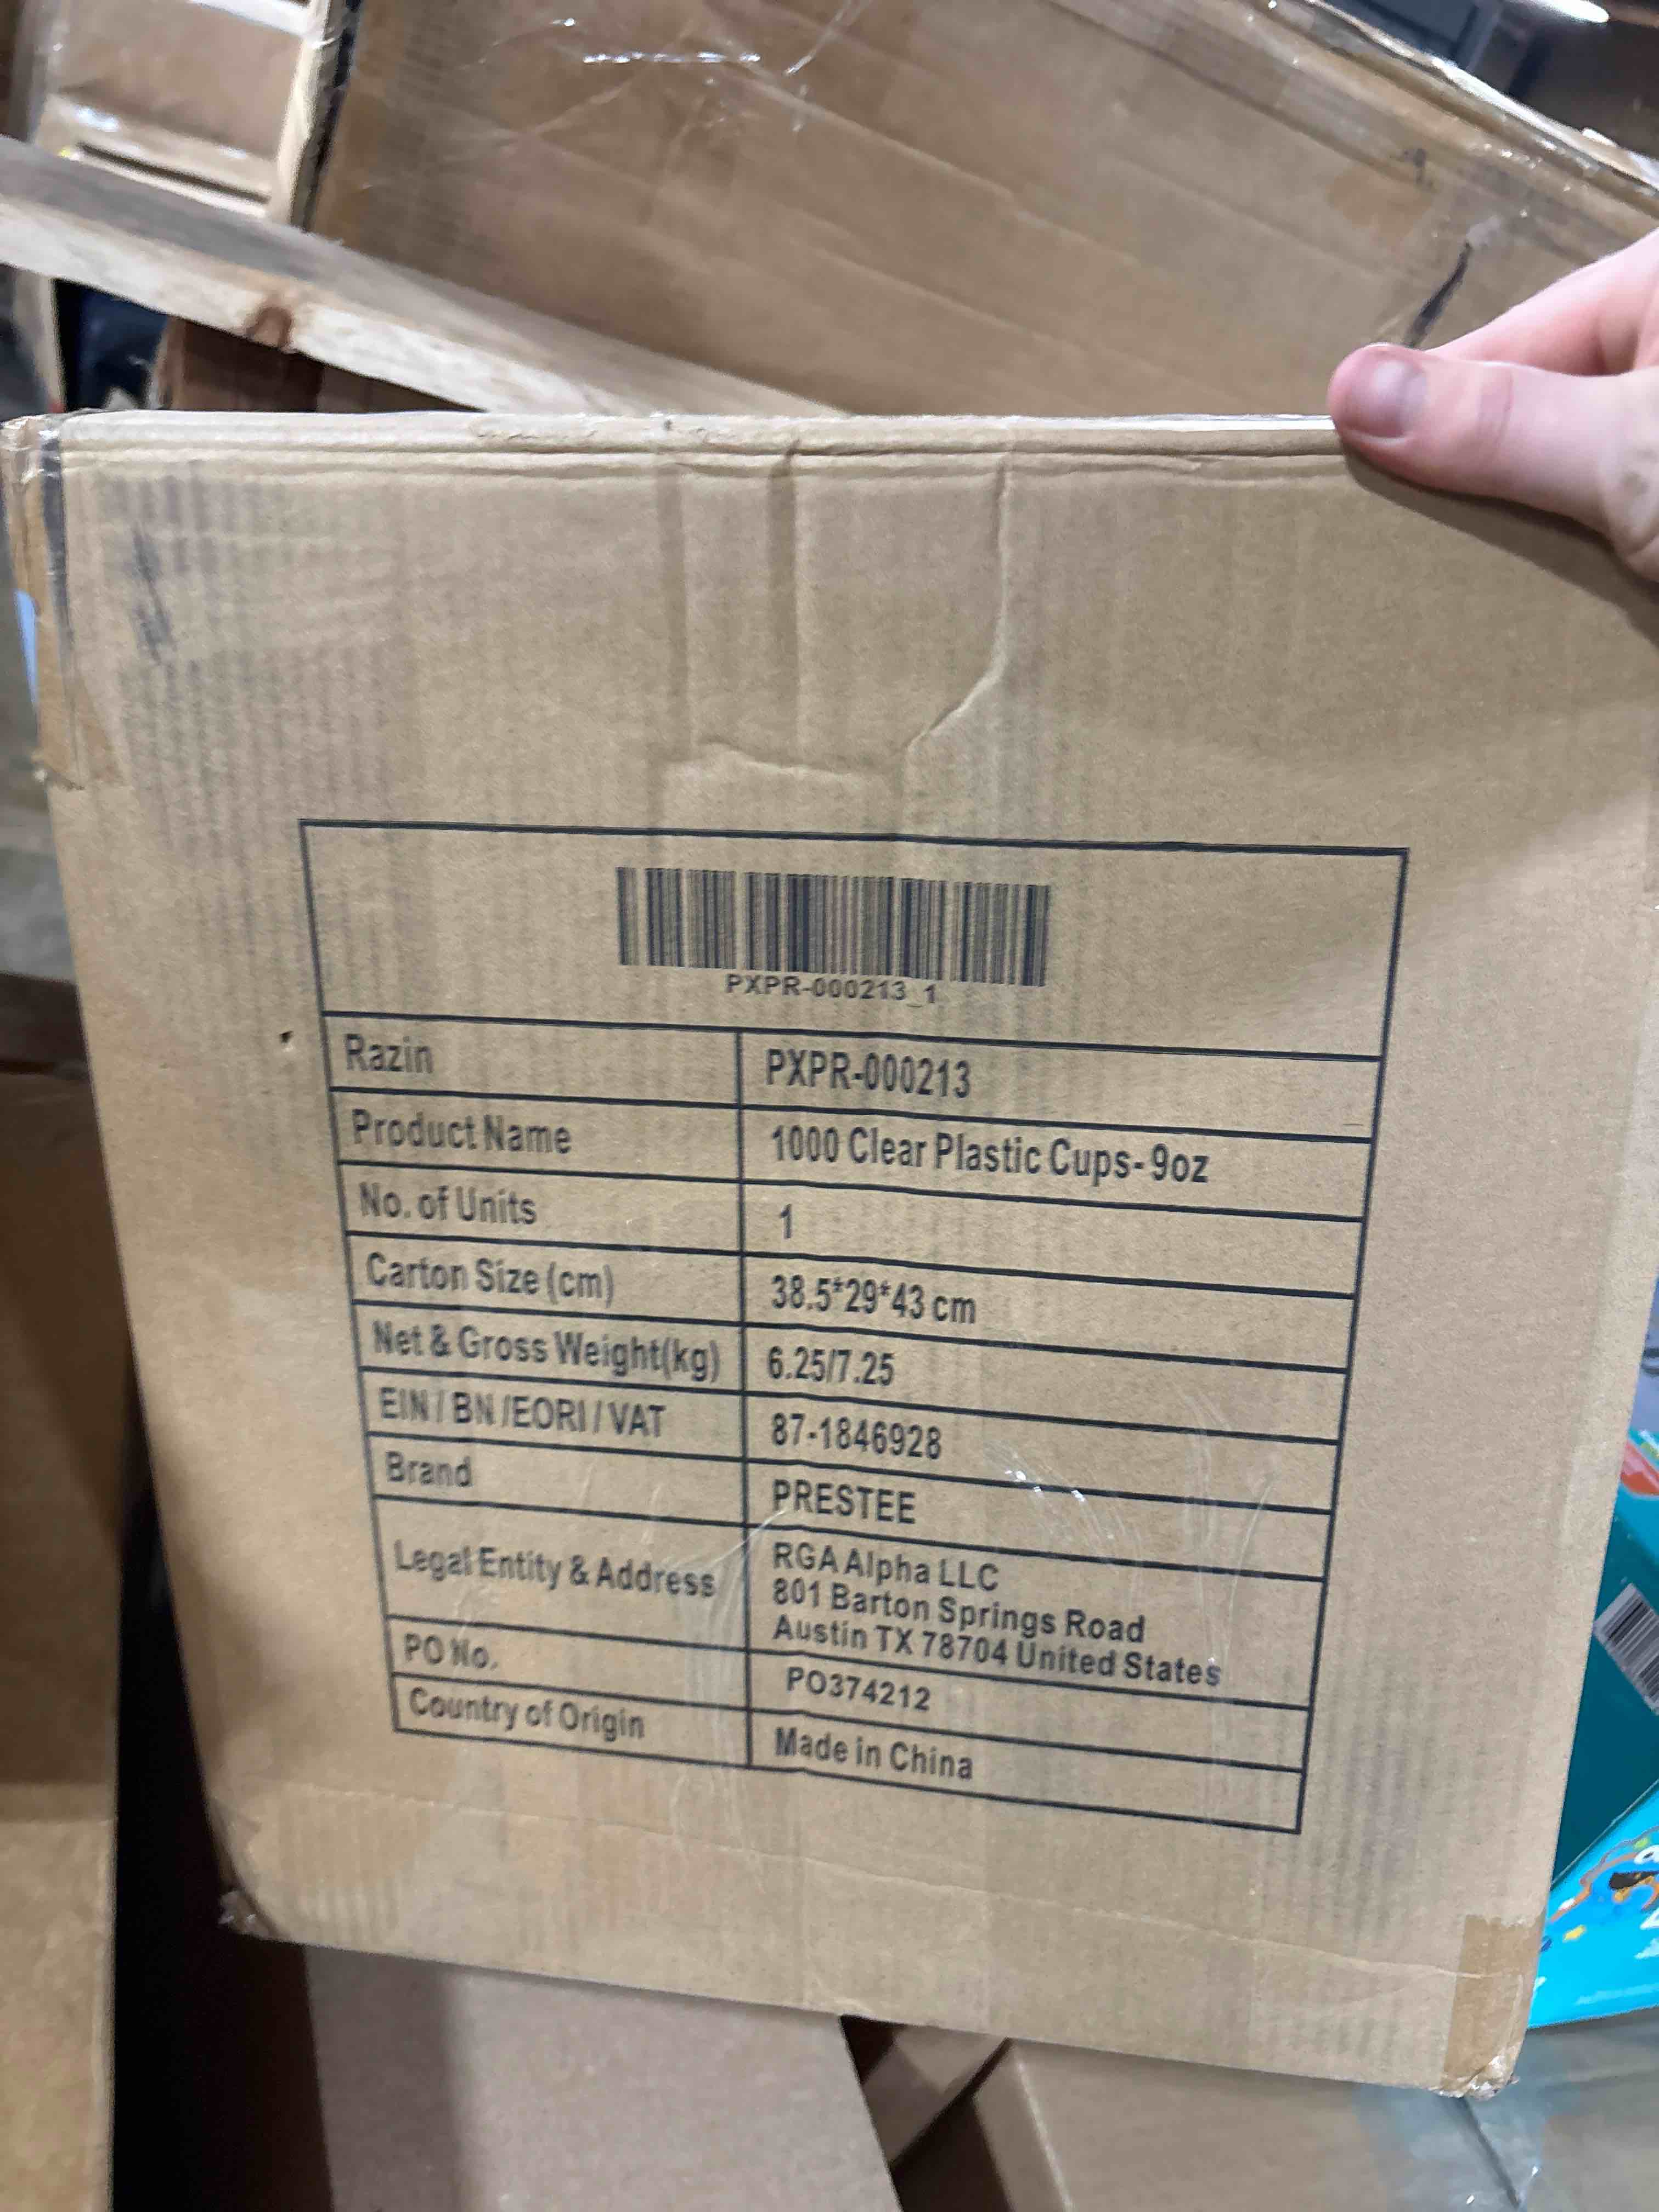 PXPR-000213_1
Razin PXPR-000213
Product Name 1000 Clear Plastic Cups- 9oz
No. of Units 1
Carton Size (cm) 38.5*29*43 cm
Net & Gross Weight(kg) 6.25/7.25
EIN / BN /EORI / VAT 87-1846928
Brand PRESTEE
Legal Entity & Address RGA Alpha LLC
801 Barton Springs Road
Austin TX 78704 United States
PO No. PO374212
Country of Origin Made in China